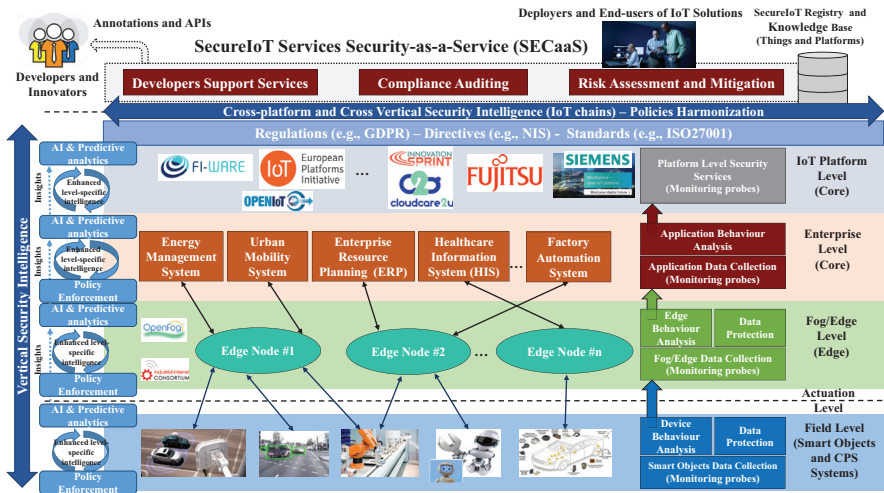 Annotations and APIs
Developers and
Innovators
SecureIoT Services Security-as-a-Service (SECaaS)
Deployers and End-users of IoT Solutions
SecureIoT Registry and
Knowledge Base
(Things and Platforms)
Developers Support Services
Compliance Auditing
Risk Assessment and Mitigation
Cross-platform and Cross Vertical Security Intelligence (IoT chains) – Policies Harmonization
Regulations (e.g., GDPR) – Directives (e.g., NIS) - Standards (e.g., ISO27001)
Vertical Security Intelligence
AI & Predictive
analytics
Insights
Enhanced
level-specific
intelligence
FI-WARE
IoT
European
Platforms
Initiative
OPENIoT
...
INNOVATION
SPRINT
cloudcare2u
FUJITSU
SIEMENS
Platform Level Security
Services
(Monitoring probes)
IoT Platform
Level
(Core)
AI & Predictive
analytics
Insights
Enhanced
level-specific
intelligence
Policy
Enforcement
Energy
Management
System
Urban
Mobility
System
Enterprise
Resource
Planning (ERP)
Healthcare
Information
System (HIS)
...
Factory
Automation
System
Application Behaviour
Analysis
Application Data Collection
(Monitoring probes)
Enterprise
Level
(Core)
AI & Predictive
analytics
Insights
Enhanced level-
specific
intelligence)
Policy
Enforcement
OpenFog
industrial internet
CONSORTIUM
Edge Node #1
Edge Node #2
...
Edge Node #n
Edge
Behaviour
Analysis
Data
Protection
Fog/Edge Data Collection
(Monitoring probes)
Fog/Edge
Level
(Edge)
Actuation
Level
AI & Predictive
analytics
Enhanced level-
specific
intelligence
Policy
Enforcement
Device
Behaviour
Analysis
Data
Protection
Smart Objects Data Collection
(Monitoring probes)
Field Level
(Smart Objects
and CPS
Systems)